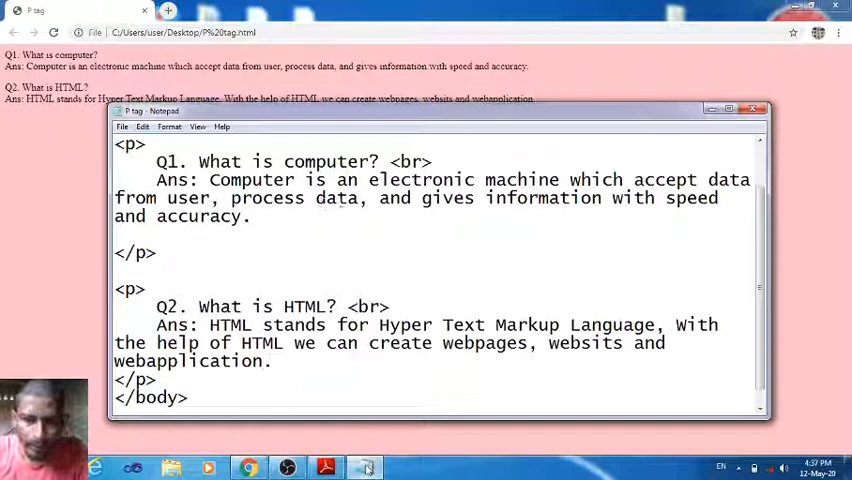 P tag
File
C:/Users/user/Desktop/P%20tag.html
Q1. What is computer?
Ans: Computer is an electronic machine which accept data from user, process data, and gives information with speed and accuracy.
Q2. What is HTML?
Ans: HTML stands for Hyper Text Markup Language, With the help of HTML we can create webpages, websits and webapplication.
P tag - Notepad
File Edit Format View Help
<p>
Q1. What is computer? <br>
Ans: Computer is an electronic machine which accept data
from user, process data, and gives information with speed
and accuracy.
</p>
<p>
Q2. What is HTML? <br>
Ans: HTML stands for Hyper Text Markup Language, With
the help of HTML we can create webpages, websits and
webapplication.
</p>
</body>
EN
4:37 PM
12-May-20